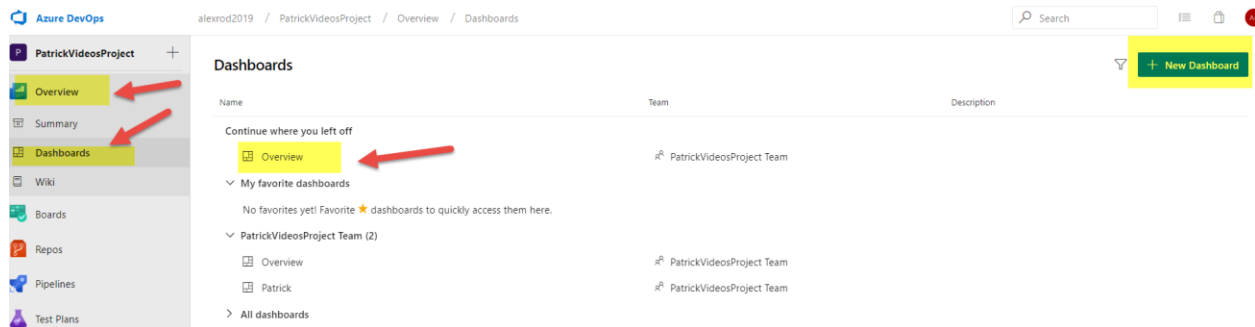 Azure DevOps
alexrod2019 / PatrickVideosProject / Overview / Dashboards
Search
P PatrickVideosProject
Overview
Summary
Dashboards
Wiki
Boards
Repos
Pipelines
Test Plans
Dashboards
+ New Dashboard
Name Team Description
Continue where you left off
Overview PatrickVideosProject Team
My favorite dashboards
No favorites yet! Favorite ★ dashboards to quickly access them here.
PatrickVideosProject Team (2)
Overview PatrickVideosProject Team
Patrick PatrickVideosProject Team
All dashboards